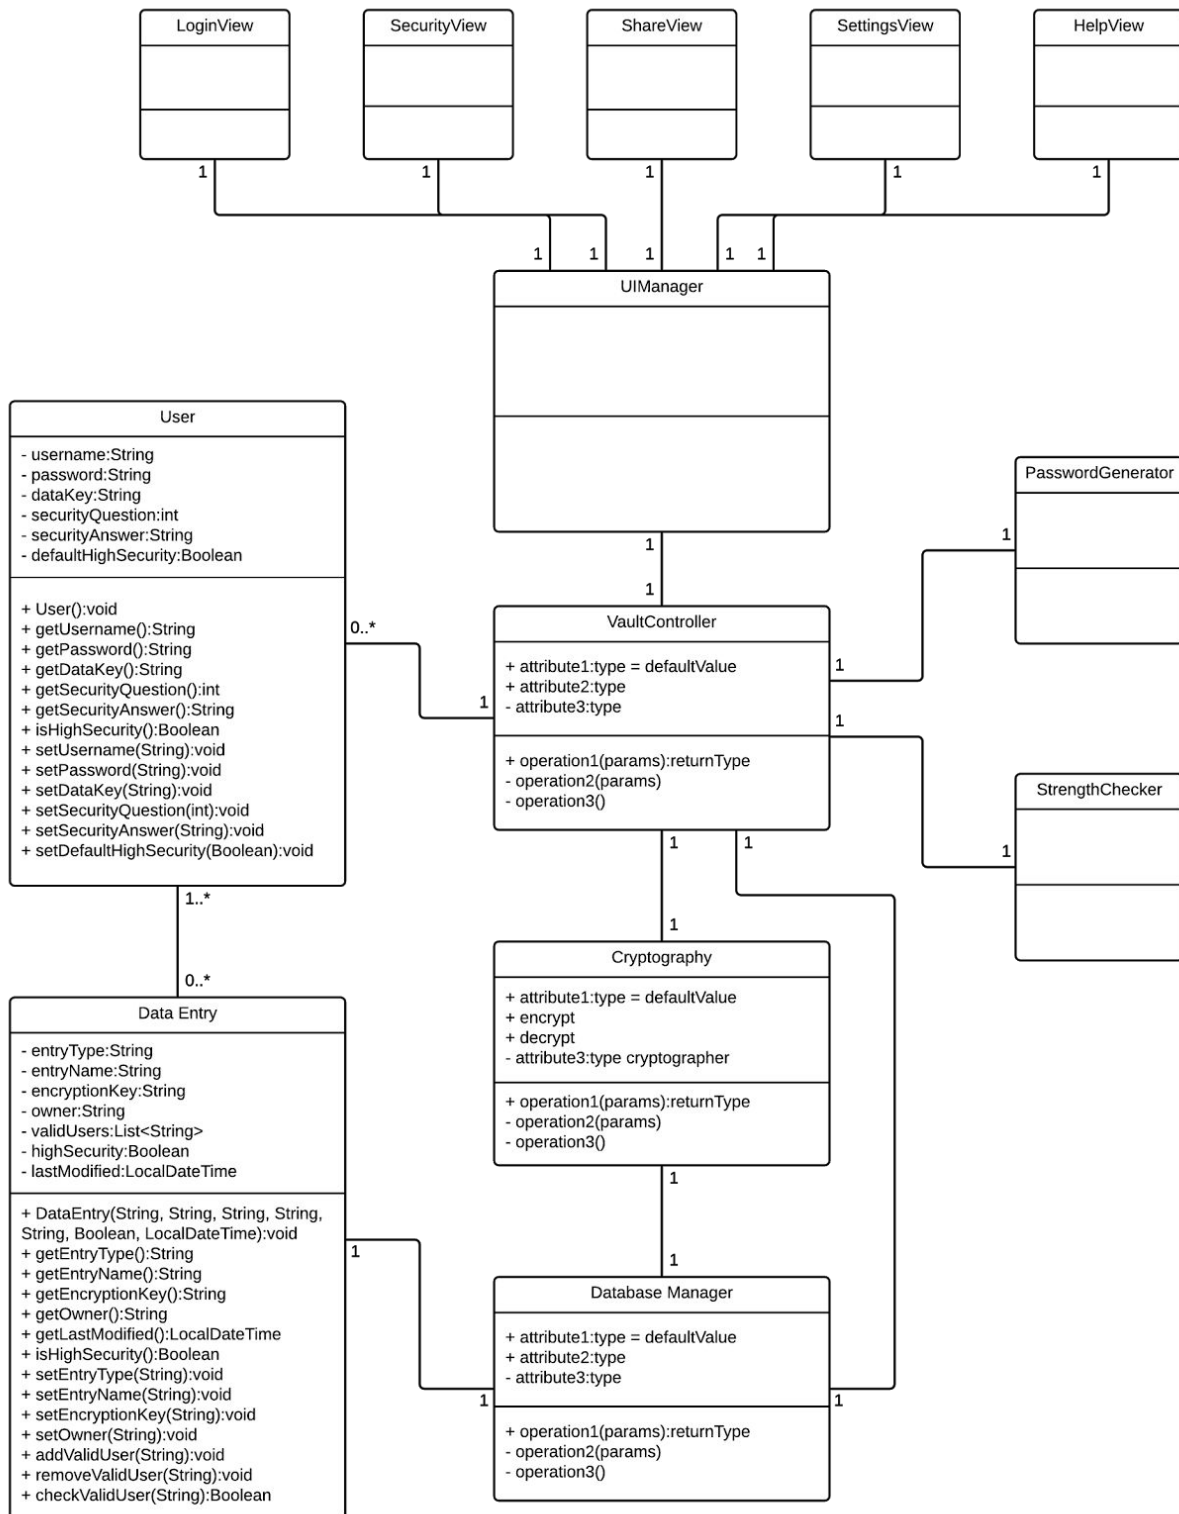 LoginView
SecurityView
ShareView
SettingsView
HelpView
1
1
1
1
1
1
1
1
1
1
UIManager
1
1
User
- username:String
- password:String
- dataKey:String
- securityQuestion:int
- securityAnswer:String
- defaultHighSecurity:Boolean
+ User():void
+ getUsername():String
+ getPassword():String
+ getDataKey():String
+ getSecurityQuestion():int
+ getSecurityAnswer():String
+ isHighSecurity():Boolean
+ setUsername(String):void
+ setPassword(String):void
+ setDataKey(String):void
+ setSecurityQuestion(int):void
+ setSecurityAnswer(String):void
+ setDefaultHighSecurity(Boolean):void
0..*
1
VaultController
+ attribute1:type = defaultValue
+ attribute2:type
- attribute3:type
+ operation1(params):returnType
- operation2(params)
- operation3()
1
1
PasswordGenerator
1
1
StrengthChecker
1
1
1
1..*
0..*
Data Entry
- entryType:String
- entryName:String
- encryptionKey:String
- owner:String
- validUsers:List<String>
- highSecurity:Boolean
- lastModified:LocalDateTime
+ DataEntry(String, String, String, String,
String, Boolean, LocalDateTime):void
+ getEntryType():String
+ getEntryName():String
+ getEncryptionKey():String
+ getOwner():String
+ getLastModified():LocalDateTime
+ isHighSecurity():Boolean
+ setEntryType(String):void
+ setEntryName(String):void
+ setEncryptionKey(String):void
+ setOwner(String):void
+ addValidUser(String):void
+ removeValidUser(String):void
+ checkValidUser(String):Boolean
1
1
Cryptography
+ attribute1:type = defaultValue
+ encrypt
+ decrypt
- attribute3:type cryptographer
+ operation1(params):returnType
- operation2(params)
- operation3()
1
1
Database Manager
+ attribute1:type = defaultValue
+ attribute2:type
- attribute3:type
+ operation1(params):returnType
- operation2(params)
- operation3()
1